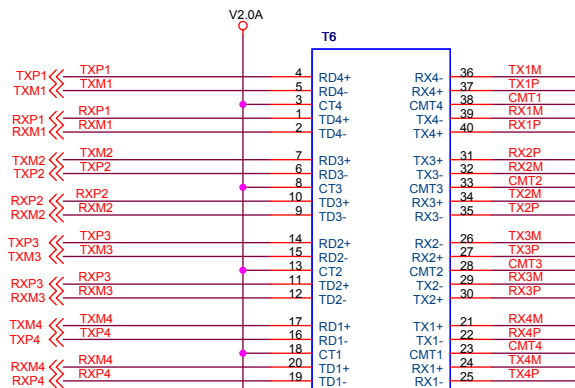 V2.0A
T6
TXP1 TXP1 4 RD4+ RX4- 36 TX1M
TXM1 TXM1 5 RD4- RX4+ 37 TX1P
3 CT4 CMT4 38 CMT1
RXP1 RXP1 1 TD4+ TX4- 39 RX1M
RXM1 RXM1 2 TD4- TX4+ 40 RX1P
TXM2 TXM2 7 RD3+ TX3+ 31 RX2P
TXP2 TXP2 6 RD3- TX3- 32 RX2M
8 CT3 CMT3 33 CMT2
RXP2 RXP2 10 TD3+ RX3+ 34 TX2M
RXM2 RXM2 9 TD3- RX3- 35 TX2P
TXP3 TXP3 14 RD2+ RX2- 26 TX3M
TXM3 TXM3 15 RD2- RX2+ 27 TX3P
13 CT2 CMT2 28 CMT3
RXP3 RXP3 11 TD2+ TX2- 29 RX3M
RXM3 RXM3 12 TD2- TX2+ 30 RX3P
TXM4 TXM4 17 RD1+ TX1+ 21 RX4M
TXP4 TXP4 16 RD1- TX1- 22 RX4P
18 CT1 CMT1 23 CMT4
RXM4 RXM4 20 TD1+ RX1+ 24 TX4M
RXP4 RXP4 19 TD1- RX1- 25 TX4P